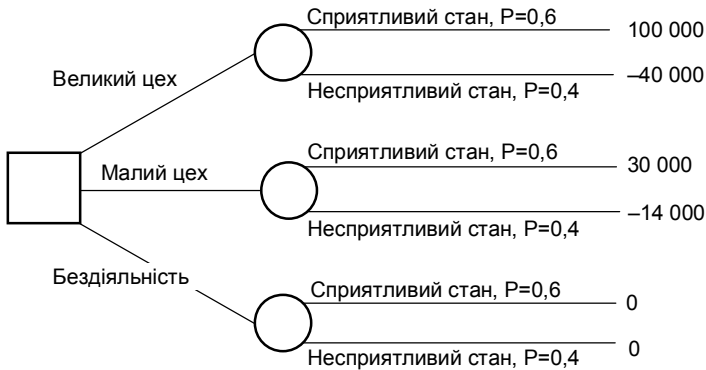 Сприятливий стан, P=0,6
100 000
Великий цех
–40 000
Несприятливий стан, P=0,4
Сприятливий стан, P=0,6
30 000
Малий цех
–14 000
Несприятливий стан, P=0,4
Бездіяльність
Сприятливий стан, P=0,6
0
0
Несприятливий стан, P=0,4